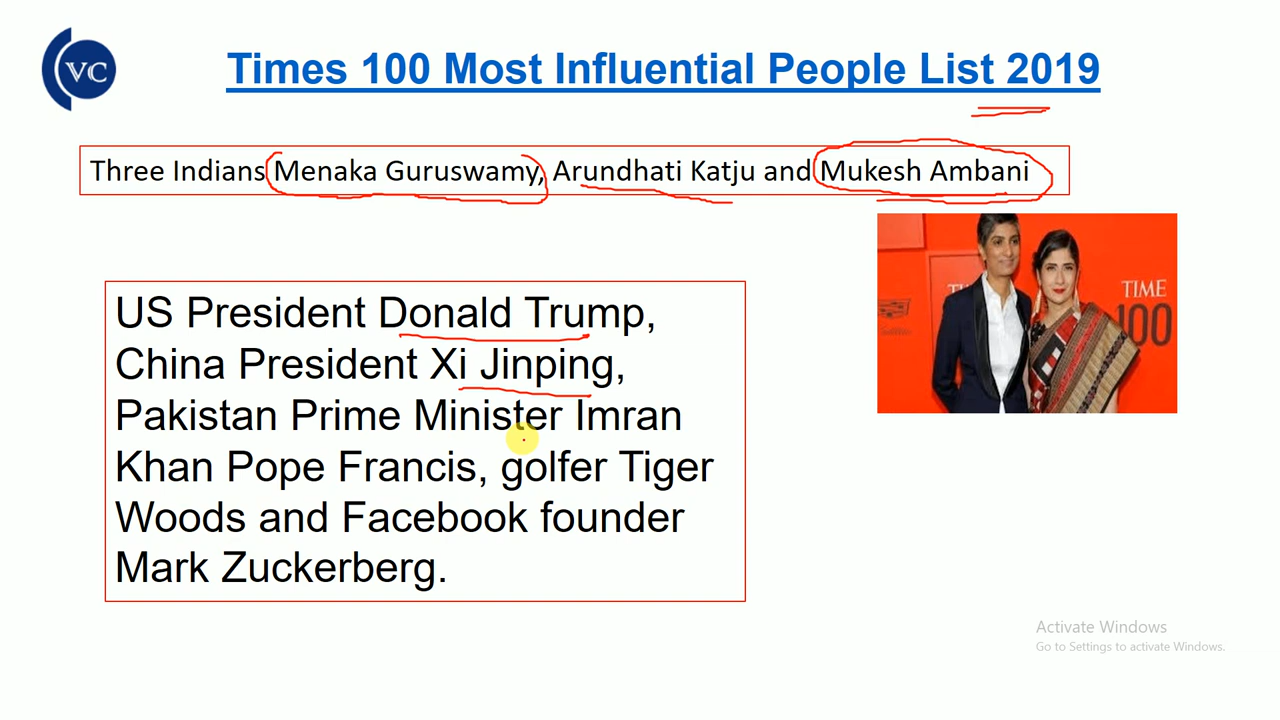 VC
Times 100 Most Influential People List 2019
Three Indians Menaka Guruswamy, Arundhati Katju and Mukesh Ambani
US President Donald Trump,
China President Xi Jinping,
Pakistan Prime Minister Imran
Khan Pope Francis, golfer Tiger
Woods and Facebook founder
Mark Zuckerberg.
TIME
100
Activate Windows
Go to Settings to activate Windows.